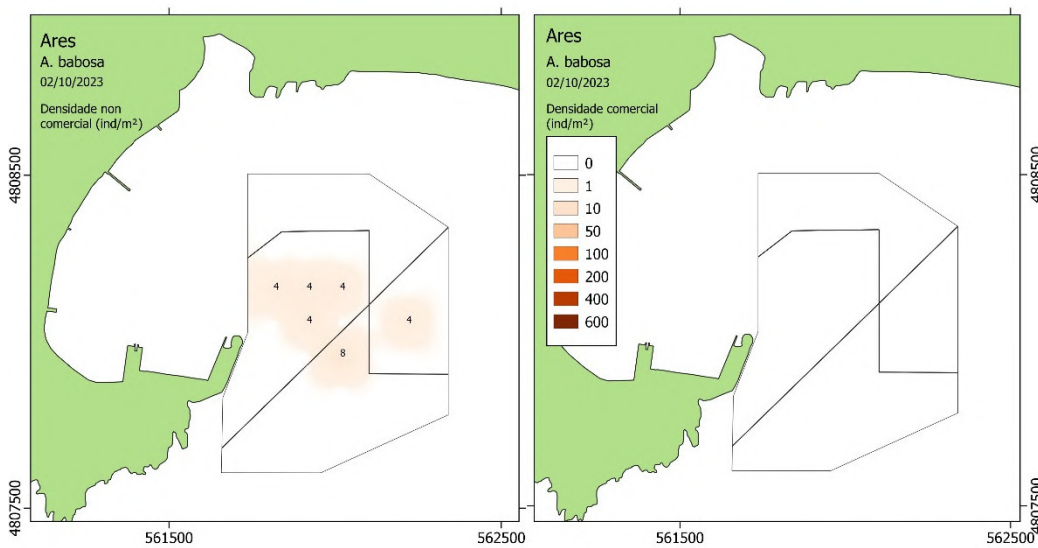 Ares
A. babosa
02/10/2023
Densidade non
comercial (ind/m²)
4808500
4807500
4 4 4
4 4
8
561500 562500
Ares
A. babosa
02/10/2023
Densidade comercial
(ind/m²)
0
1
10
50
100
200
400
600
4808500
4807500
561500 562500